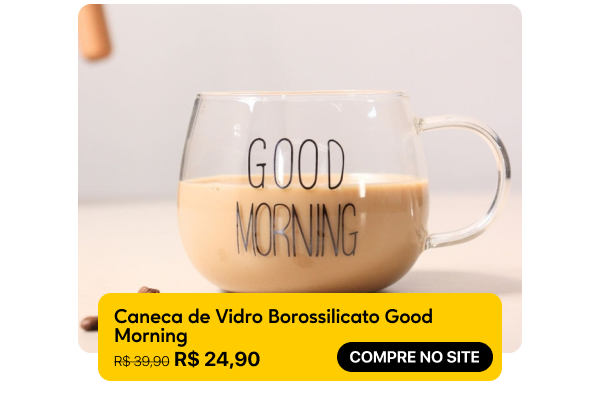 GOOD
MORNING
Caneca de Vidro Borossilicato Good
Morning
R$ 39,90 R$ 24,90
COMPRE NO SITE